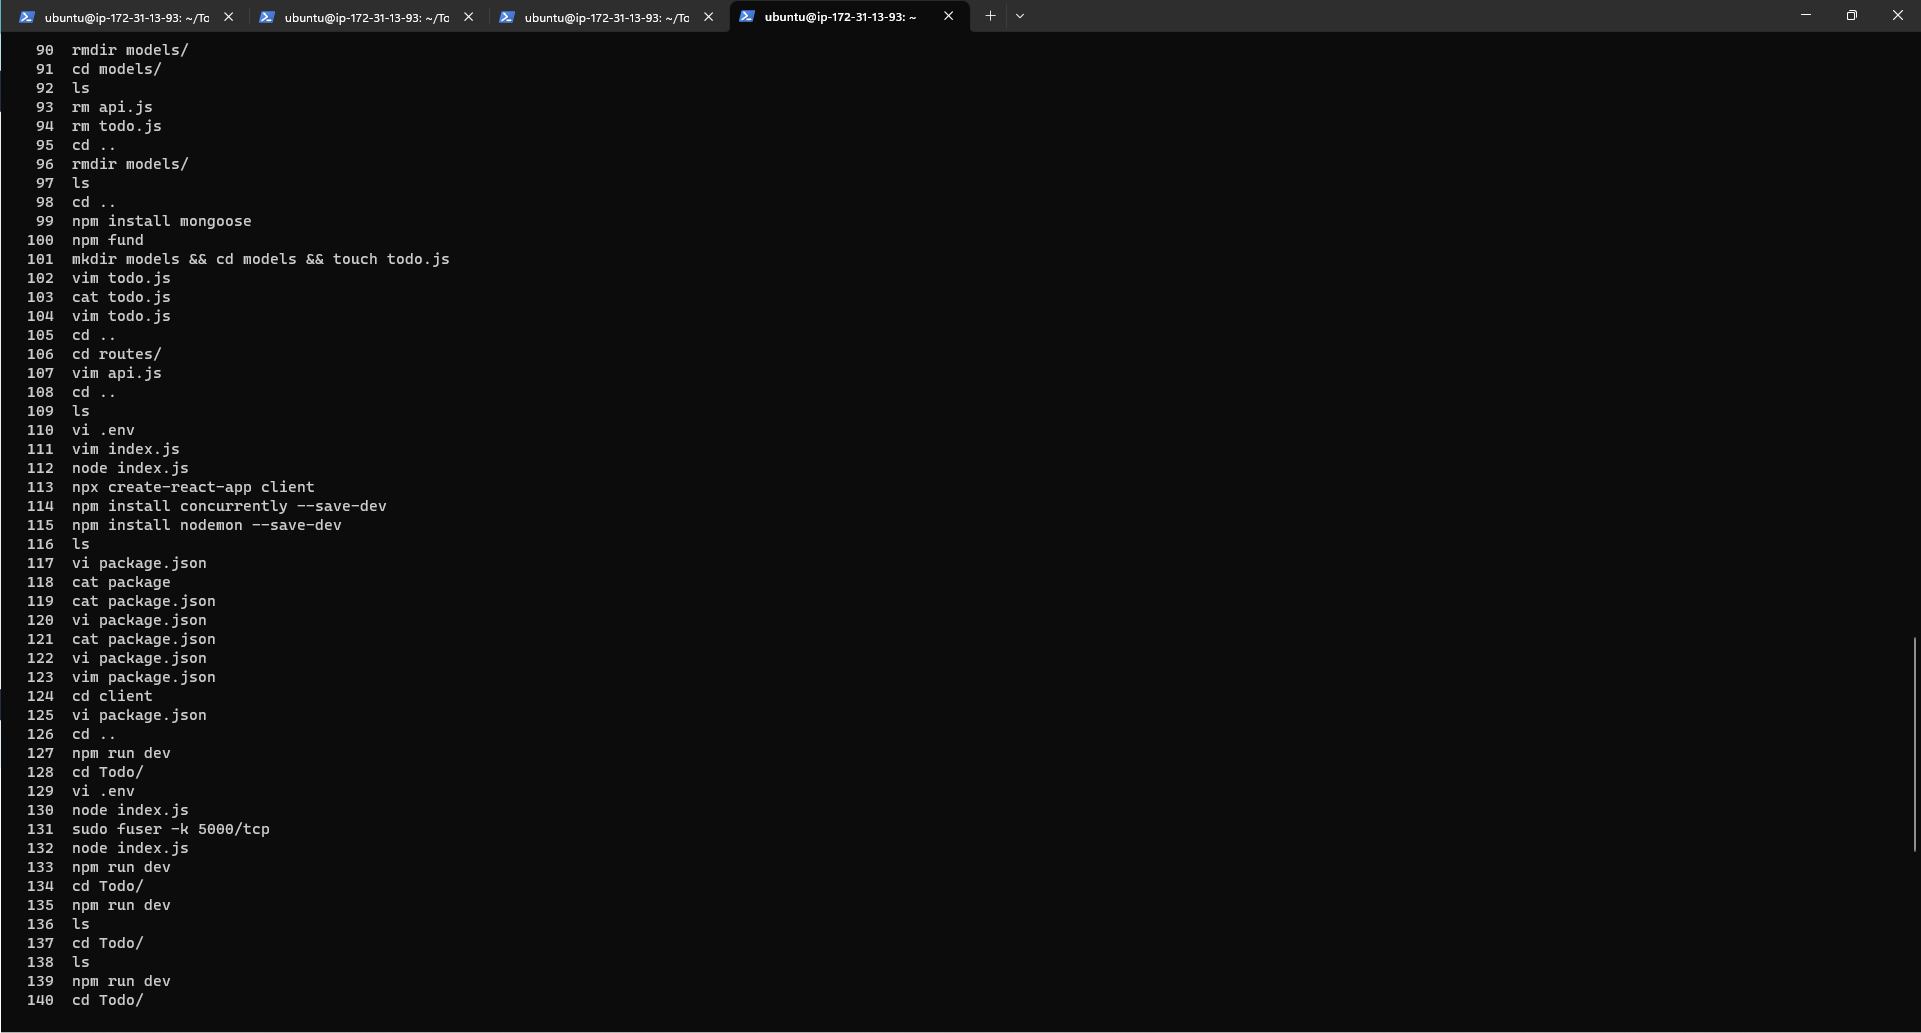 ubuntu@ip-172-31-13-93: ~/To
ubuntu@ip-172-31-13-93: ~/To
ubuntu@ip-172-31-13-93: ~/To
ubuntu@ip-172-31-13-93: ~
90 rmdir models/
91 cd models/
92 ls
93 rm api.js
94 rm todo.js
95 cd ..
96 rmdir models/
97 ls
98 cd ..
99 npm install mongoose
100 npm fund
101 mkdir models && cd models && touch todo.js
102 vim todo.js
103 cat todo.js
104 vim todo.js
105 cd ..
106 cd routes/
107 vim api.js
108 cd ..
109 ls
110 vi .env
111 vim index.js
112 node index.js
113 npx create-react-app client
114 npm install concurrently --save-dev
115 npm install nodemon --save-dev
116 ls
117 vi package.json
118 cat package
119 cat package.json
120 vi package.json
121 cat package.json
122 vi package.json
123 vim package.json
124 cd client
125 vi package.json
126 cd ..
127 npm run dev
128 cd Todo/
129 vi .env
130 node index.js
131 sudo fuser -k 5000/tcp
132 node index.js
133 npm run dev
134 cd Todo/
135 npm run dev
136 ls
137 cd Todo/
138 ls
139 npm run dev
140 cd Todo/